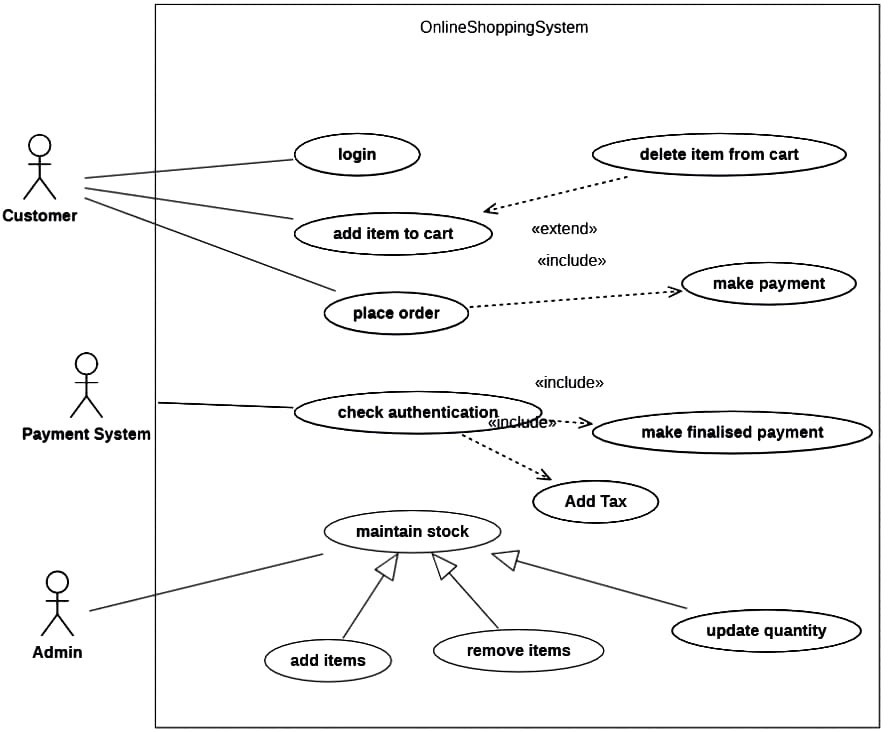 OnlineShoppingSystem
login
delete item from cart
Customer
add item to cart
«extend»
«include»
make payment
place order
«include»
check authentication
«include»
make finalised payment
Payment System
Add Tax
maintain stock
update quantity
Admin
add items
remove items